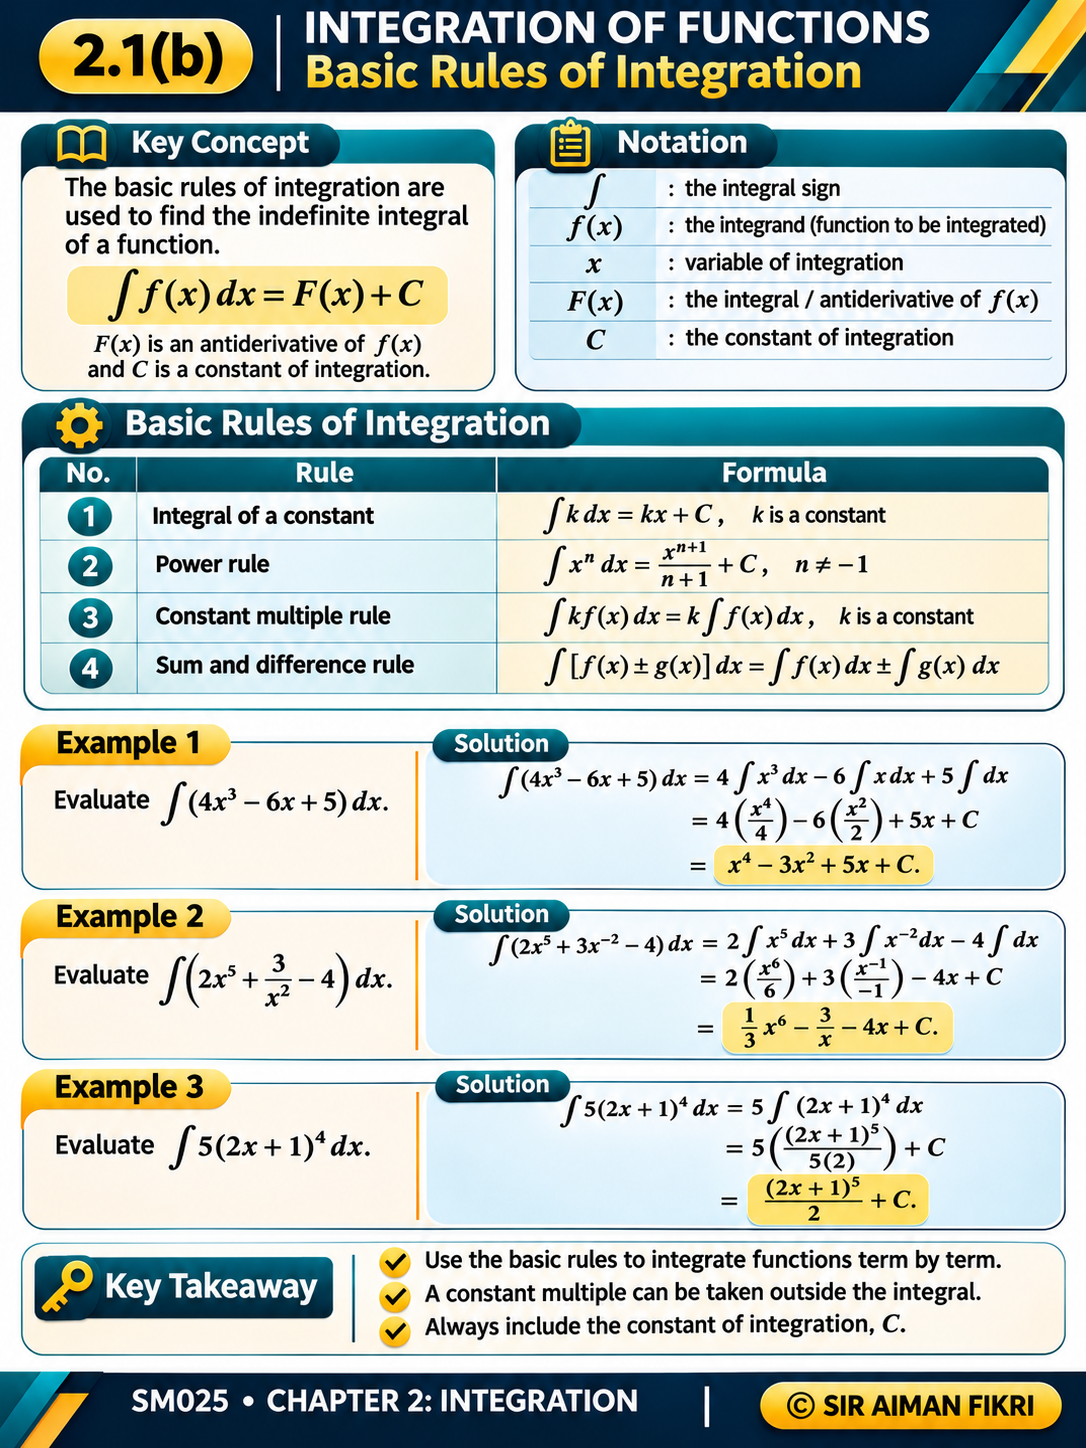 2.1(b)
INTEGRATION OF FUNCTIONS
Basic Rules of Integration
Key Concept
The basic rules of integration are
used to find the indefinite integral
of a function.
∫ f(x) dx = F(x) + C
F(x) is an antiderivative of f(x)
and C is a constant of integration.
Notation
∫ : the integral sign
f(x) : the integrand (function to be integrated)
x : variable of integration
F(x) : the integral / antiderivative of f(x)
C : the constant of integration
Basic Rules of Integration
No. Rule Formula
1 Integral of a constant ∫ k dx = kx + C , k is a constant
2 Power rule ∫ xⁿ dx = xⁿ⁺¹/(n + 1) + C , n ≠ −1
3 Constant multiple rule ∫ kf(x) dx = k ∫ f(x) dx , k is a constant
4 Sum and difference rule ∫ [f(x) ± g(x)] dx = ∫ f(x) dx ± ∫ g(x) dx
Example 1
Evaluate ∫(4x³ − 6x + 5) dx.
Solution
∫(4x³ − 6x + 5) dx = 4 ∫ x³ dx − 6 ∫ x dx + 5 ∫ dx
= 4(x⁴/4) − 6(x²/2) + 5x + C
= x⁴ − 3x² + 5x + C.
Example 2
Evaluate ∫(2x⁵ + 3/x² − 4) dx.
Solution
∫(2x⁵ + 3x⁻² − 4) dx = 2 ∫ x⁵ dx + 3 ∫ x⁻² dx − 4 ∫ dx
= 2(x⁶/6) + 3(x⁻¹/−1) − 4x + C
= 1/3 x⁶ − 3/x − 4x + C.
Example 3
Evaluate ∫ 5(2x + 1)⁴ dx.
Solution
∫ 5(2x + 1)⁴ dx = 5 ∫ (2x + 1)⁴ dx
= 5((2x + 1)⁵/5(2)) + C
= (2x + 1)⁵/2 + C.
Key Takeaway
Use the basic rules to integrate functions term by term.
A constant multiple can be taken outside the integral.
Always include the constant of integration, C.
SM025 • CHAPTER 2: INTEGRATION | © SIR AIMAN FIKRI